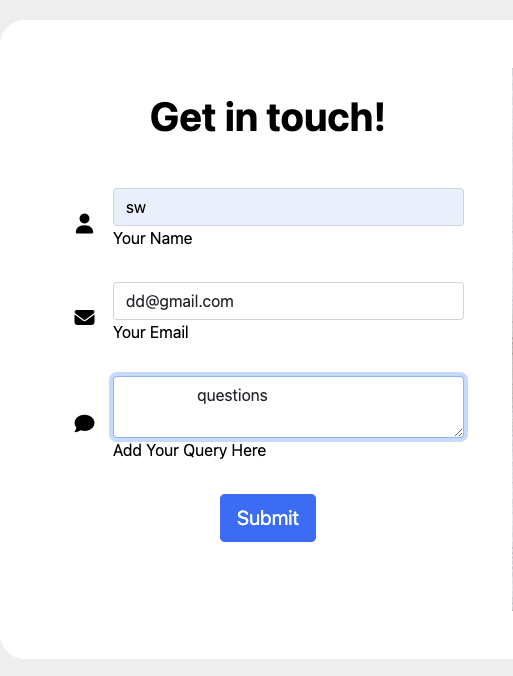 Get in touch!
sw
Your Name
dd@gmail.com
Your Email
questions
Add Your Query Here
Submit